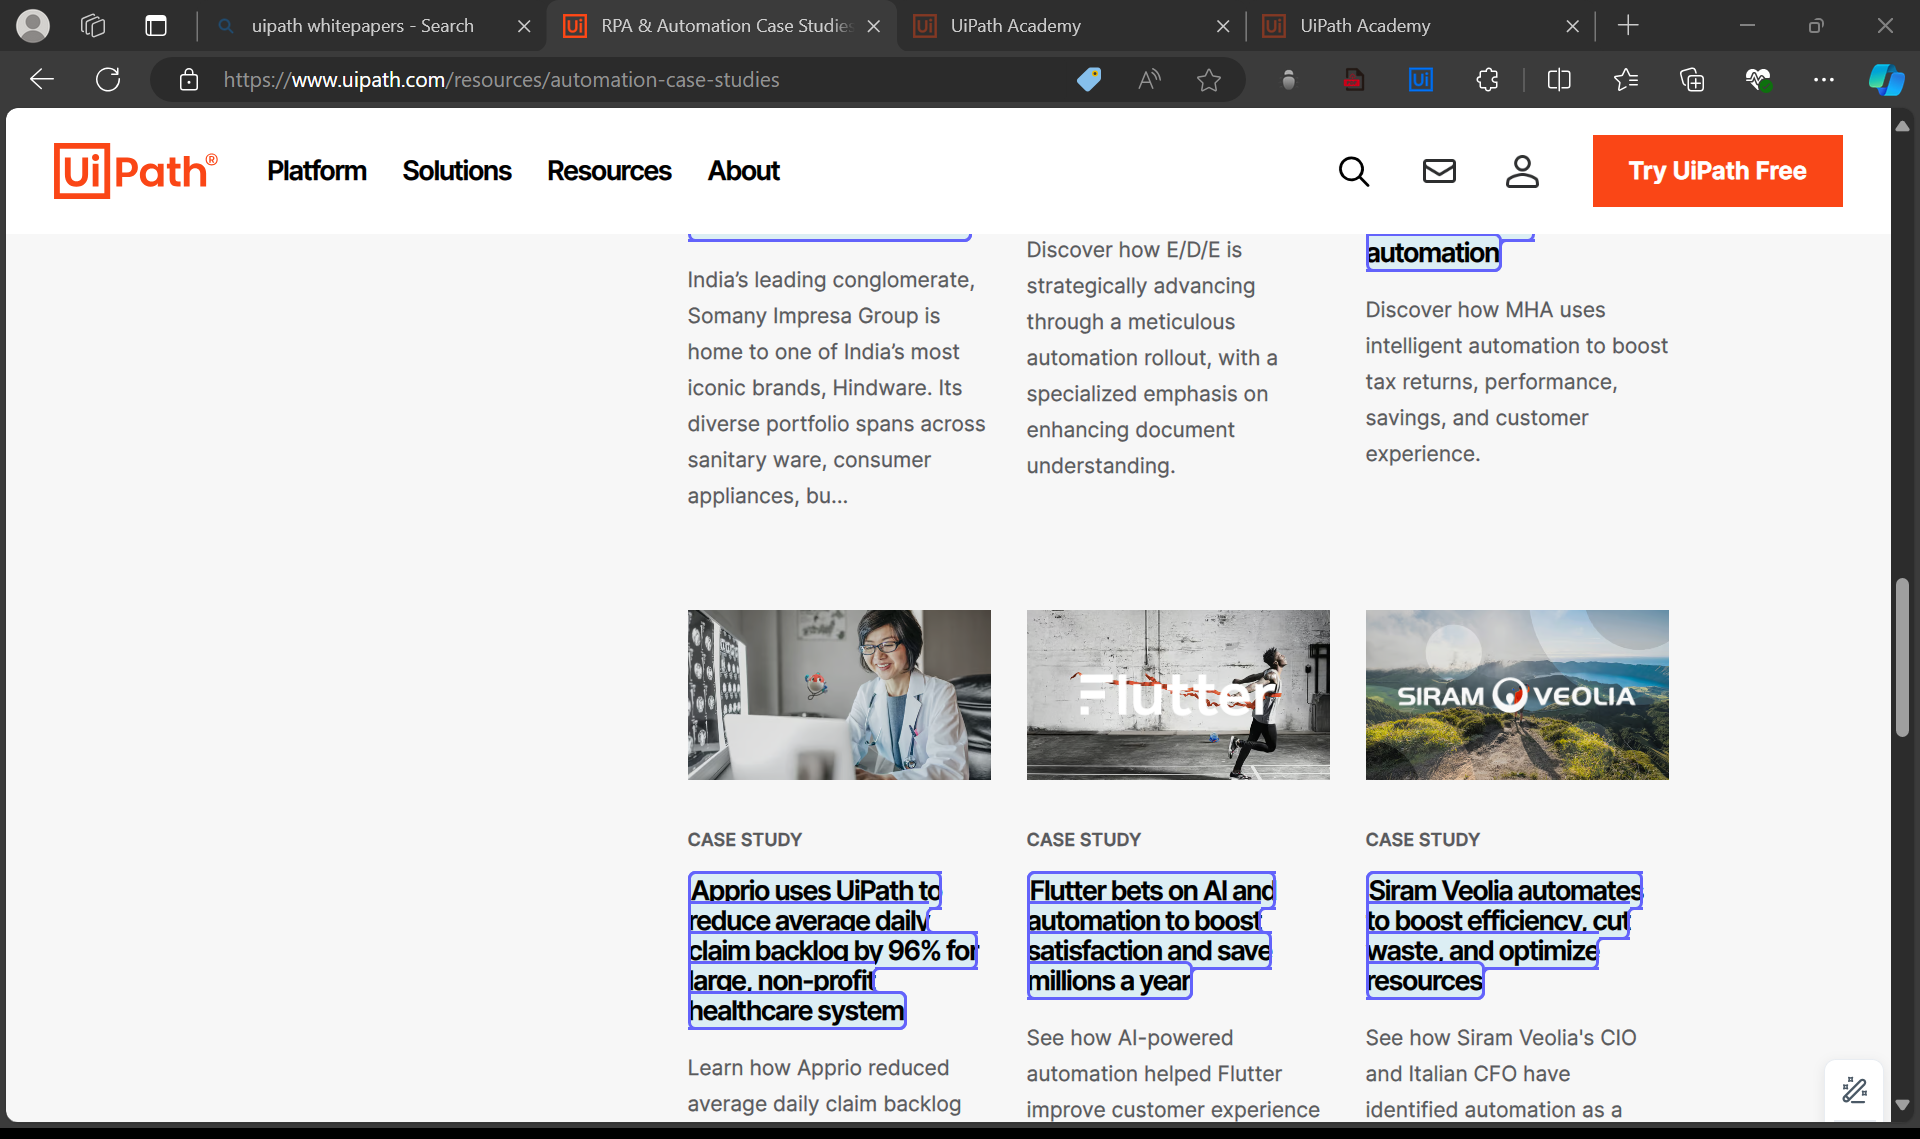 uipath whitepapers - Search
RPA & Automation Case Studies
UiPath Academy
UiPath Academy
https://www.uipath.com/resources/automation-case-studies
UiPath®
Platform
Solutions
Resources
About
Try UiPath Free
India’s leading conglomerate,
Somany Impresa Group is
home to one of India’s most
iconic brands, Hindware. Its
diverse portfolio spans across
sanitary ware, consumer
appliances, bu...
Discover how E/D/E is
strategically advancing
through a meticulous
automation rollout, with a
specialized emphasis on
enhancing document
understanding.
automation
Discover how MHA uses
intelligent automation to boost
tax returns, performance,
savings, and customer
experience.
CASE STUDY
Apprio uses UiPath to
reduce average daily
claim backlog by 96% for
large, non-profit
healthcare system
Learn how Apprio reduced
average daily claim backlog
Flutter
CASE STUDY
Flutter bets on AI and
automation to boost
satisfaction and save
millions a year
See how AI-powered
automation helped Flutter
improve customer experience
SIRAM VEOLIA
CASE STUDY
Siram Veolia automates
to boost efficiency, cut
waste, and optimize
resources
See how Siram Veolia's CIO
and Italian CFO have
identified automation as a